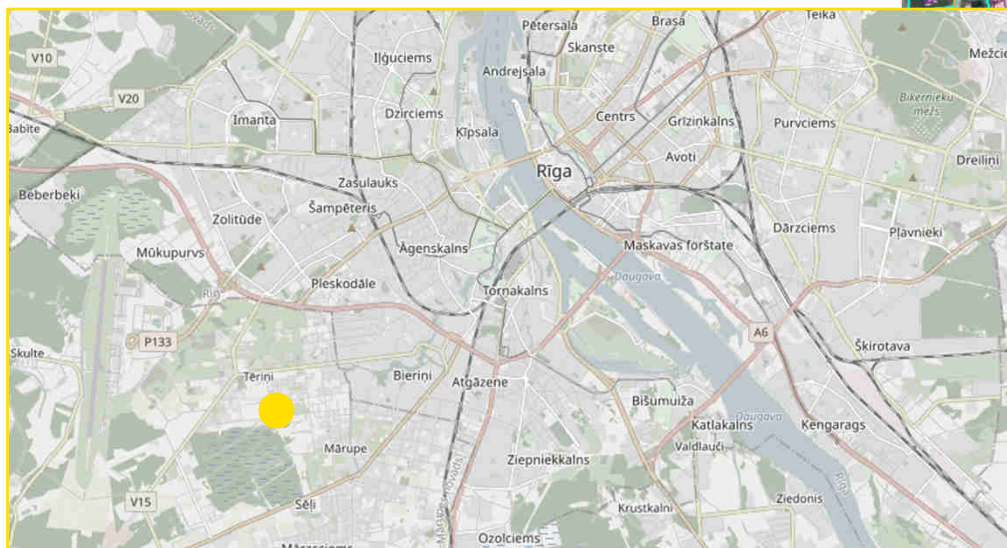 Pētersala
Brasa
Teika
Skanste
Mežcie
V10
Iļģuciems
Andrejsala
Biķernieku
mežs
V20
Imanta
Dzirciems
Ķīpsala
Centrs
Grīziņkalns
Purvciems
Babīte
Avoti
Dreiliņi
Rīga
Zasulauks
Beberbeķi
Zolitūde
Šampēteris
Dārzciems
Pļavnieki
Mūkupurvs
Āgenskalns
Maskavas forštate
Daugava
Pleskodāle
Torņakalns
P133
A6
Skulte
Šķirotava
Tēriņi
Bieriņi
Atgāzene
Bišumuiža
Daugava
Katlakalns
Ķengarags
Mārupe
Ziepniekkalns
Valdlauči
V15
Sēļi
Krustkalni
Ziedonis
Ozolciems